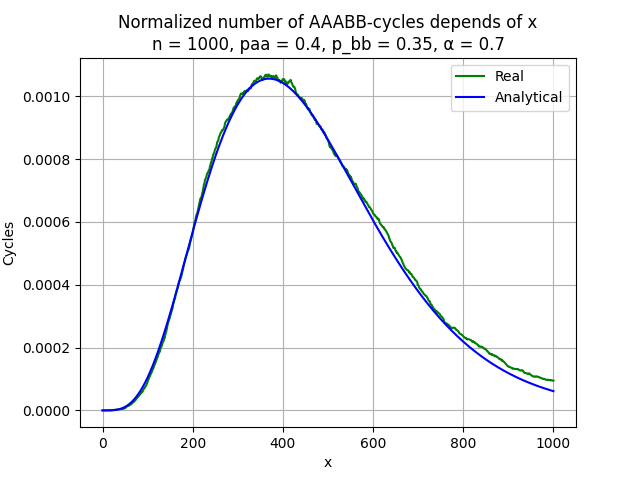 Normalized number of AAABB-cycles depends of x
n = 1000, paa = 0.4, p_bb = 0.35, α = 0.7
Real
Analytical
Cycles
0.0010
0.0008
0.0006
0.0004
0.0002
0.0000
0 200 400 600 800 1000
x